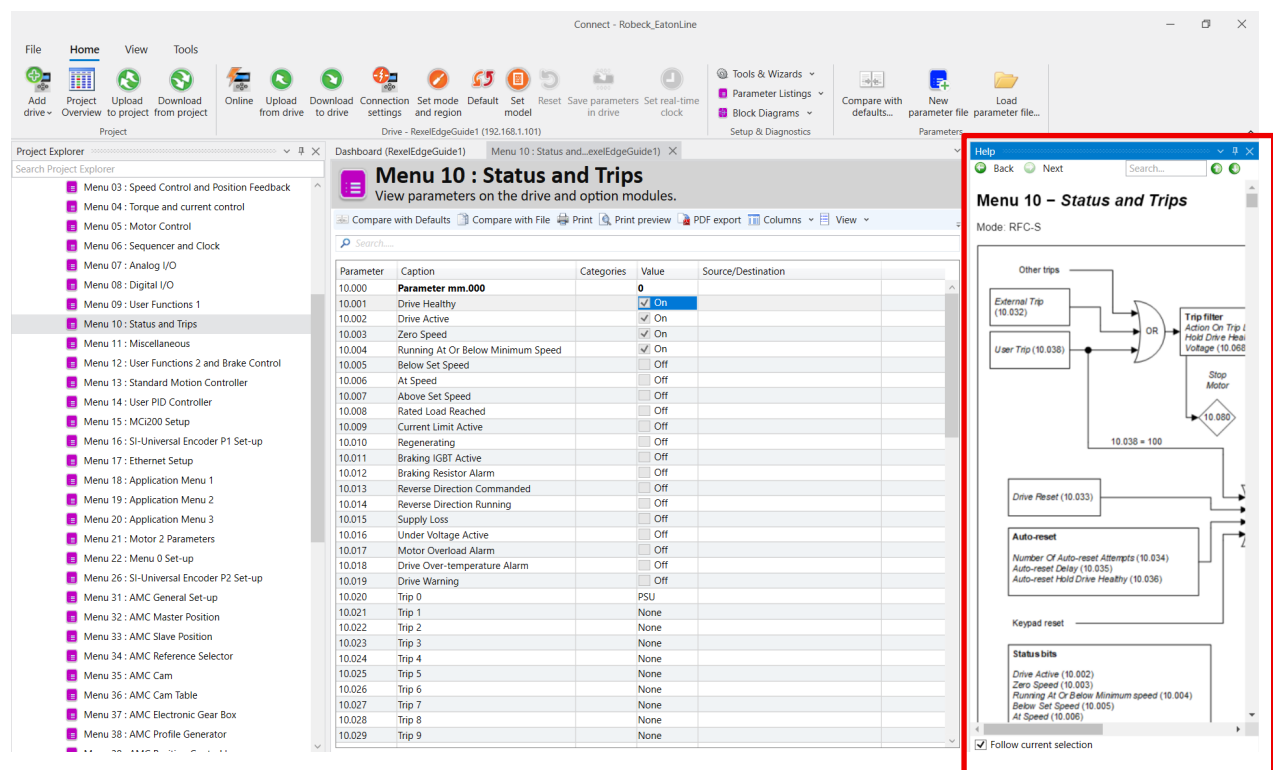 Connect - Robeck_EatonLine
File Home View Tools
Add drive
Project Overview
Upload to project
Download from project
Online
Upload from drive
Download to drive
Connection settings
Set mode and region
Default
Set model
Reset
Save parameters in drive
Set real-time clock
Tools & Wizards
Parameter Listings
Block Diagrams
Compare with defaults...
New parameter file
Load parameter file...
Project
Drive - RexelEdgeGuide1 (192.168.1.101)
Setup & Diagnostics
Parameters
Project Explorer
Search Project Explorer
Menu 03 : Speed Control and Position Feedback
Menu 04 : Torque and current control
Menu 05 : Motor Control
Menu 06 : Sequencer and Clock
Menu 07 : Analog I/O
Menu 08 : Digital I/O
Menu 09 : User Functions 1
Menu 10 : Status and Trips
Menu 11 : Miscellaneous
Menu 12 : User Functions 2 and Brake Control
Menu 13 : Standard Motion Controller
Menu 14 : User PID Controller
Menu 15 : MCi200 Setup
Menu 16 : SI-Universal Encoder P1 Set-up
Menu 17 : Ethernet Setup
Menu 18 : Application Menu 1
Menu 19 : Application Menu 2
Menu 20 : Application Menu 3
Menu 21 : Motor 2 Parameters
Menu 22 : Menu 0 Set-up
Menu 26 : SI-Universal Encoder P2 Set-up
Menu 31 : AMC General Set-up
Menu 32 : AMC Master Position
Menu 33 : AMC Slave Position
Menu 34 : AMC Reference Selector
Menu 35 : AMC Cam
Menu 36 : AMC Cam Table
Menu 37 : AMC Electronic Gear Box
Menu 38 : AMC Profile Generator
Dashboard (RexelEdgeGuide1) Menu 10 : Status and...exelEdgeGuide1)
Menu 10 : Status and Trips
View parameters on the drive and option modules.
Compare with Defaults Compare with File Print Print preview PDF export Columns View
Search....
Parameter Caption Categories Value Source/Destination
10.000 Parameter mm.000 0
10.001 Drive Healthy On
10.002 Drive Active On
10.003 Zero Speed On
10.004 Running At Or Below Minimum Speed On
10.005 Below Set Speed Off
10.006 At Speed Off
10.007 Above Set Speed Off
10.008 Rated Load Reached Off
10.009 Current Limit Active Off
10.010 Regenerating Off
10.011 Braking IGBT Active Off
10.012 Braking Resistor Alarm Off
10.013 Reverse Direction Commanded Off
10.014 Reverse Direction Running Off
10.015 Supply Loss Off
10.016 Under Voltage Active Off
10.017 Motor Overload Alarm Off
10.018 Drive Over-temperature Alarm Off
10.019 Drive Warning Off
10.020 Trip 0 PSU
10.021 Trip 1 None
10.022 Trip 2 None
10.023 Trip 3 None
10.024 Trip 4 None
10.025 Trip 5 None
10.026 Trip 6 None
10.027 Trip 7 None
10.028 Trip 8 None
10.029 Trip 9 None
Help
Back Next Search...
Menu 10 – Status and Trips
Mode: RFC-S
Other trips
External Trip
(10.032)
User Trip (10.038)
OR
Trip filter
Action On Trip
Hold Drive Heal
Voltage (10.068
Stop
Motor
10.080
10.038 = 100
Drive Reset (10.033)
Auto-reset
Number Of Auto-reset Attempts (10.034)
Auto-reset Delay (10.035)
Auto-reset Hold Drive Healthy (10.036)
Keypad reset
Status bits
Drive Active (10.002)
Zero Speed (10.003)
Running At Or Below Minimum speed (10.004)
Below Set Speed (10.005)
At Speed (10.006)
Follow current selection